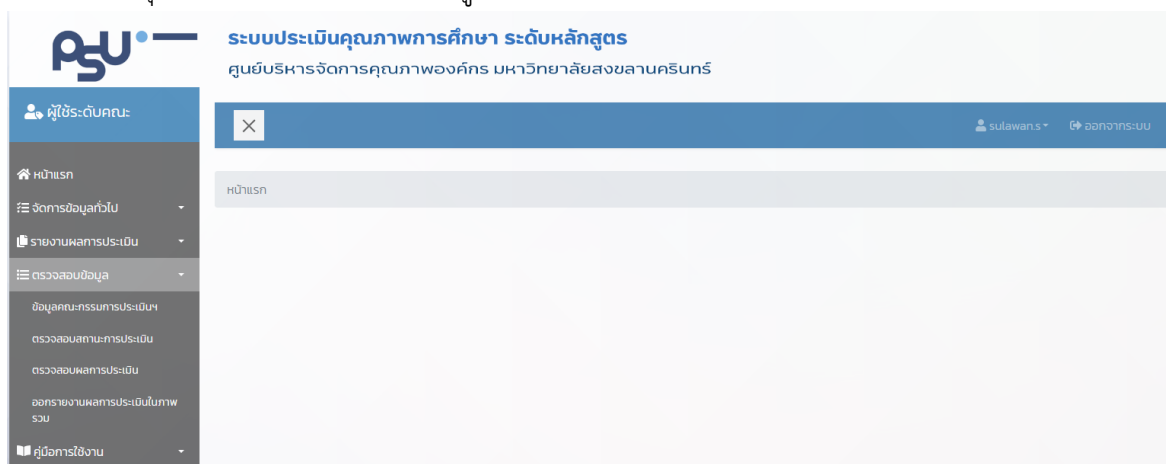 PSU
ระบบประเมินคุณภาพการศึกษา ระดับหลักสูตร
ศูนย์บริหารจัดการคุณภาพองค์กร มหาวิทยาลัยสงขลานครินทร์
ผู้ใช้ระดับคณะ
sulawan.s
ออกจากระบบ
หน้าแรก
หน้าแรก
จัดการข้อมูลทั่วไป
รายงานผลการประเมิน
ตรวจสอบข้อมูล
ข้อมูลคณะกรรมการประเมินฯ
ตรวจสอบสถานะการประเมิน
ตรวจสอบผลการประเมิน
ออกรายงานผลการประเมินในภาพ
รวม
คู่มือการใช้งาน